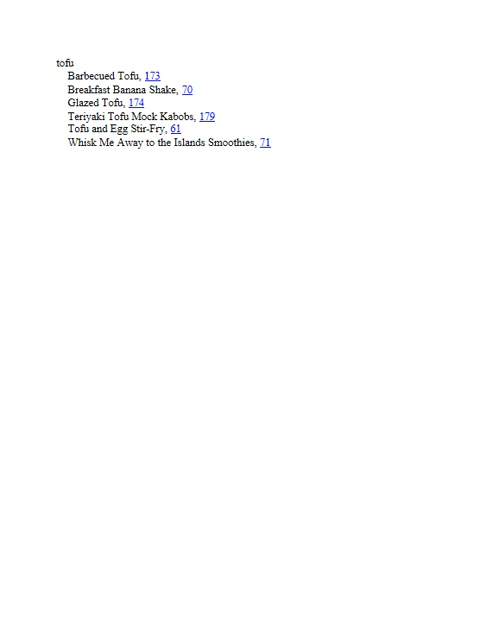 tofu
Barbecued Tofu, 173
Breakfast Banana Shake, 70
Glazed Tofu, 174
Teriyaki Tofu Mock Kabobs, 179
Tofu and Egg Stir-Fry, 61
Whisk Me Away to the Islands Smoothies, 71